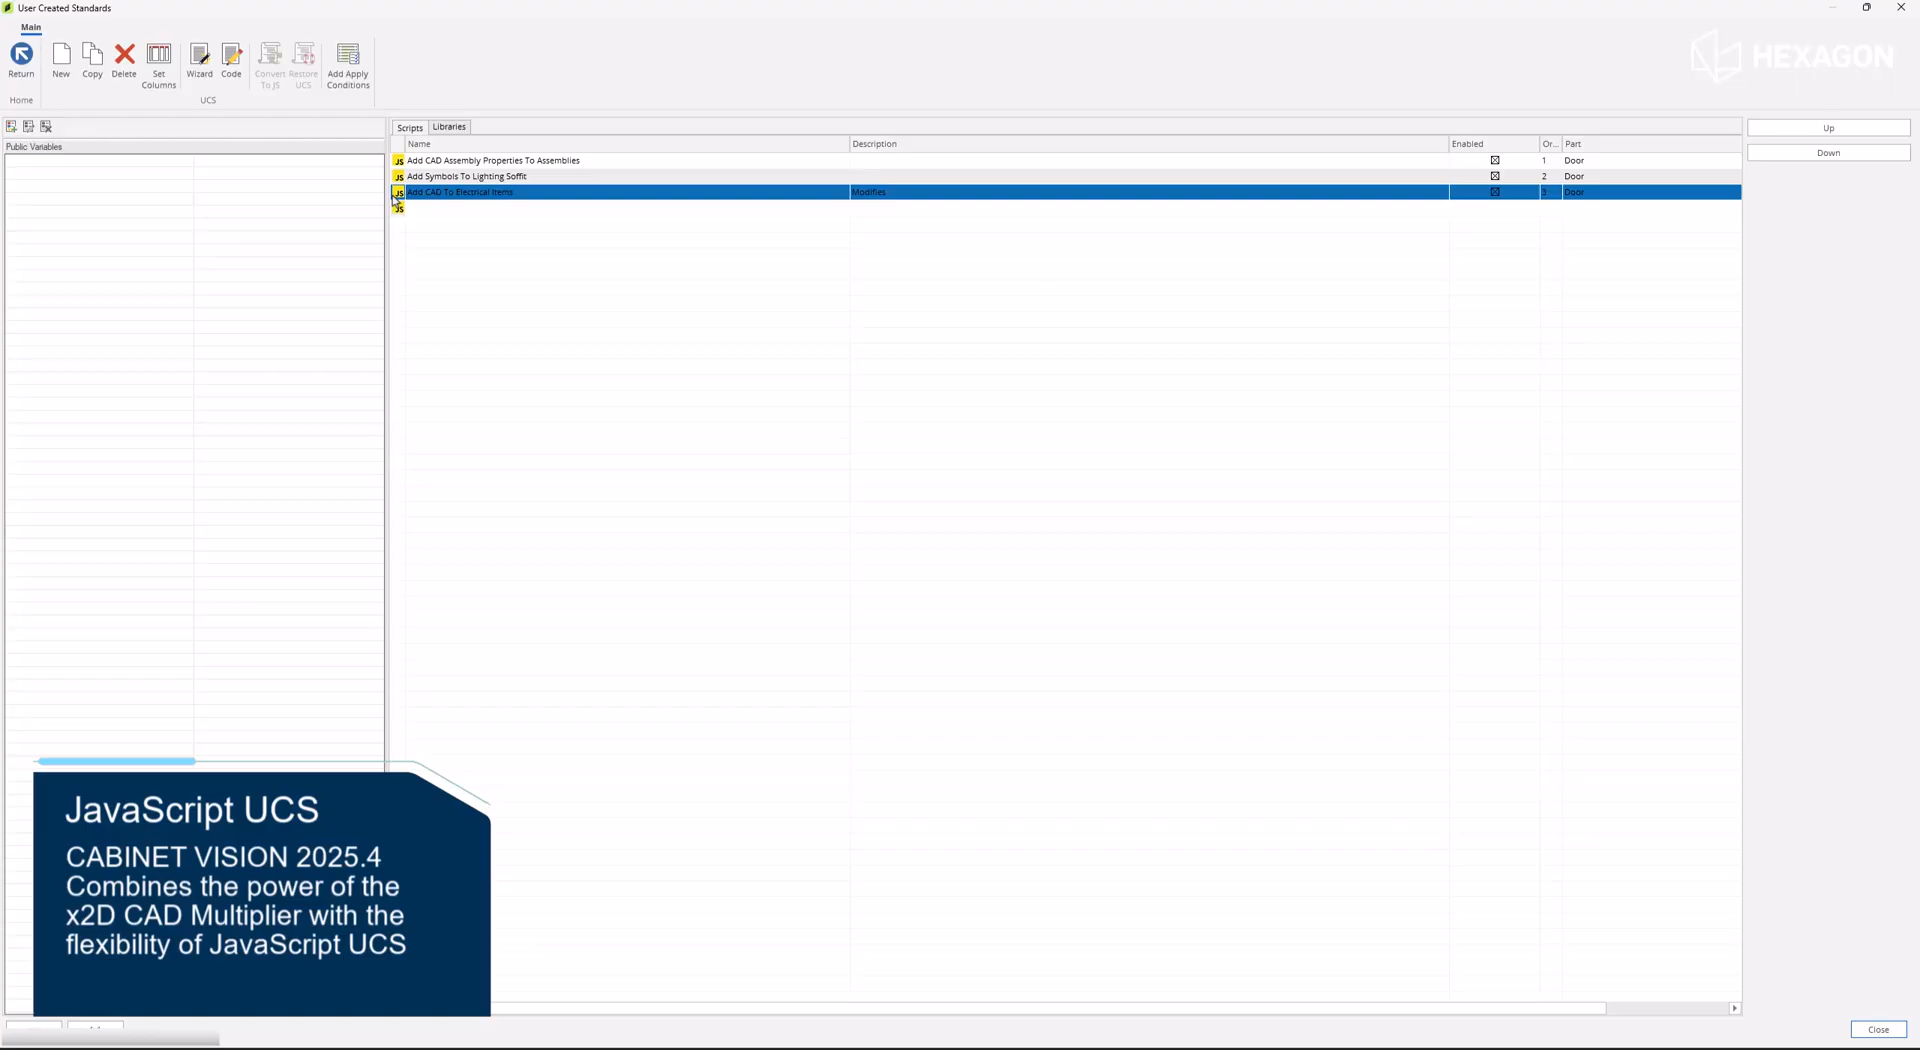 User Created Standards
Main
HEXAGON
Return
New
Copy
Delete
Set Columns
Wizard
Code
Convert To JS
Restore UCS
Add Apply Conditions
Home
UCS
Public Variables
Scripts
Libraries
Name
Description
Enabled
Or...
Part
JS Add CAD Assembly Properties To Assemblies 1 Door
JS Add Symbols To Lighting Soffit 2 Door
JS Add CAD To Electrical Items Modifies 3 Door
JS
Up
Down
JavaScript UCS
CABINET VISION 2025.4
Combines the power of the
x2D CAD Multiplier with the
flexibility of JavaScript UCS
Close